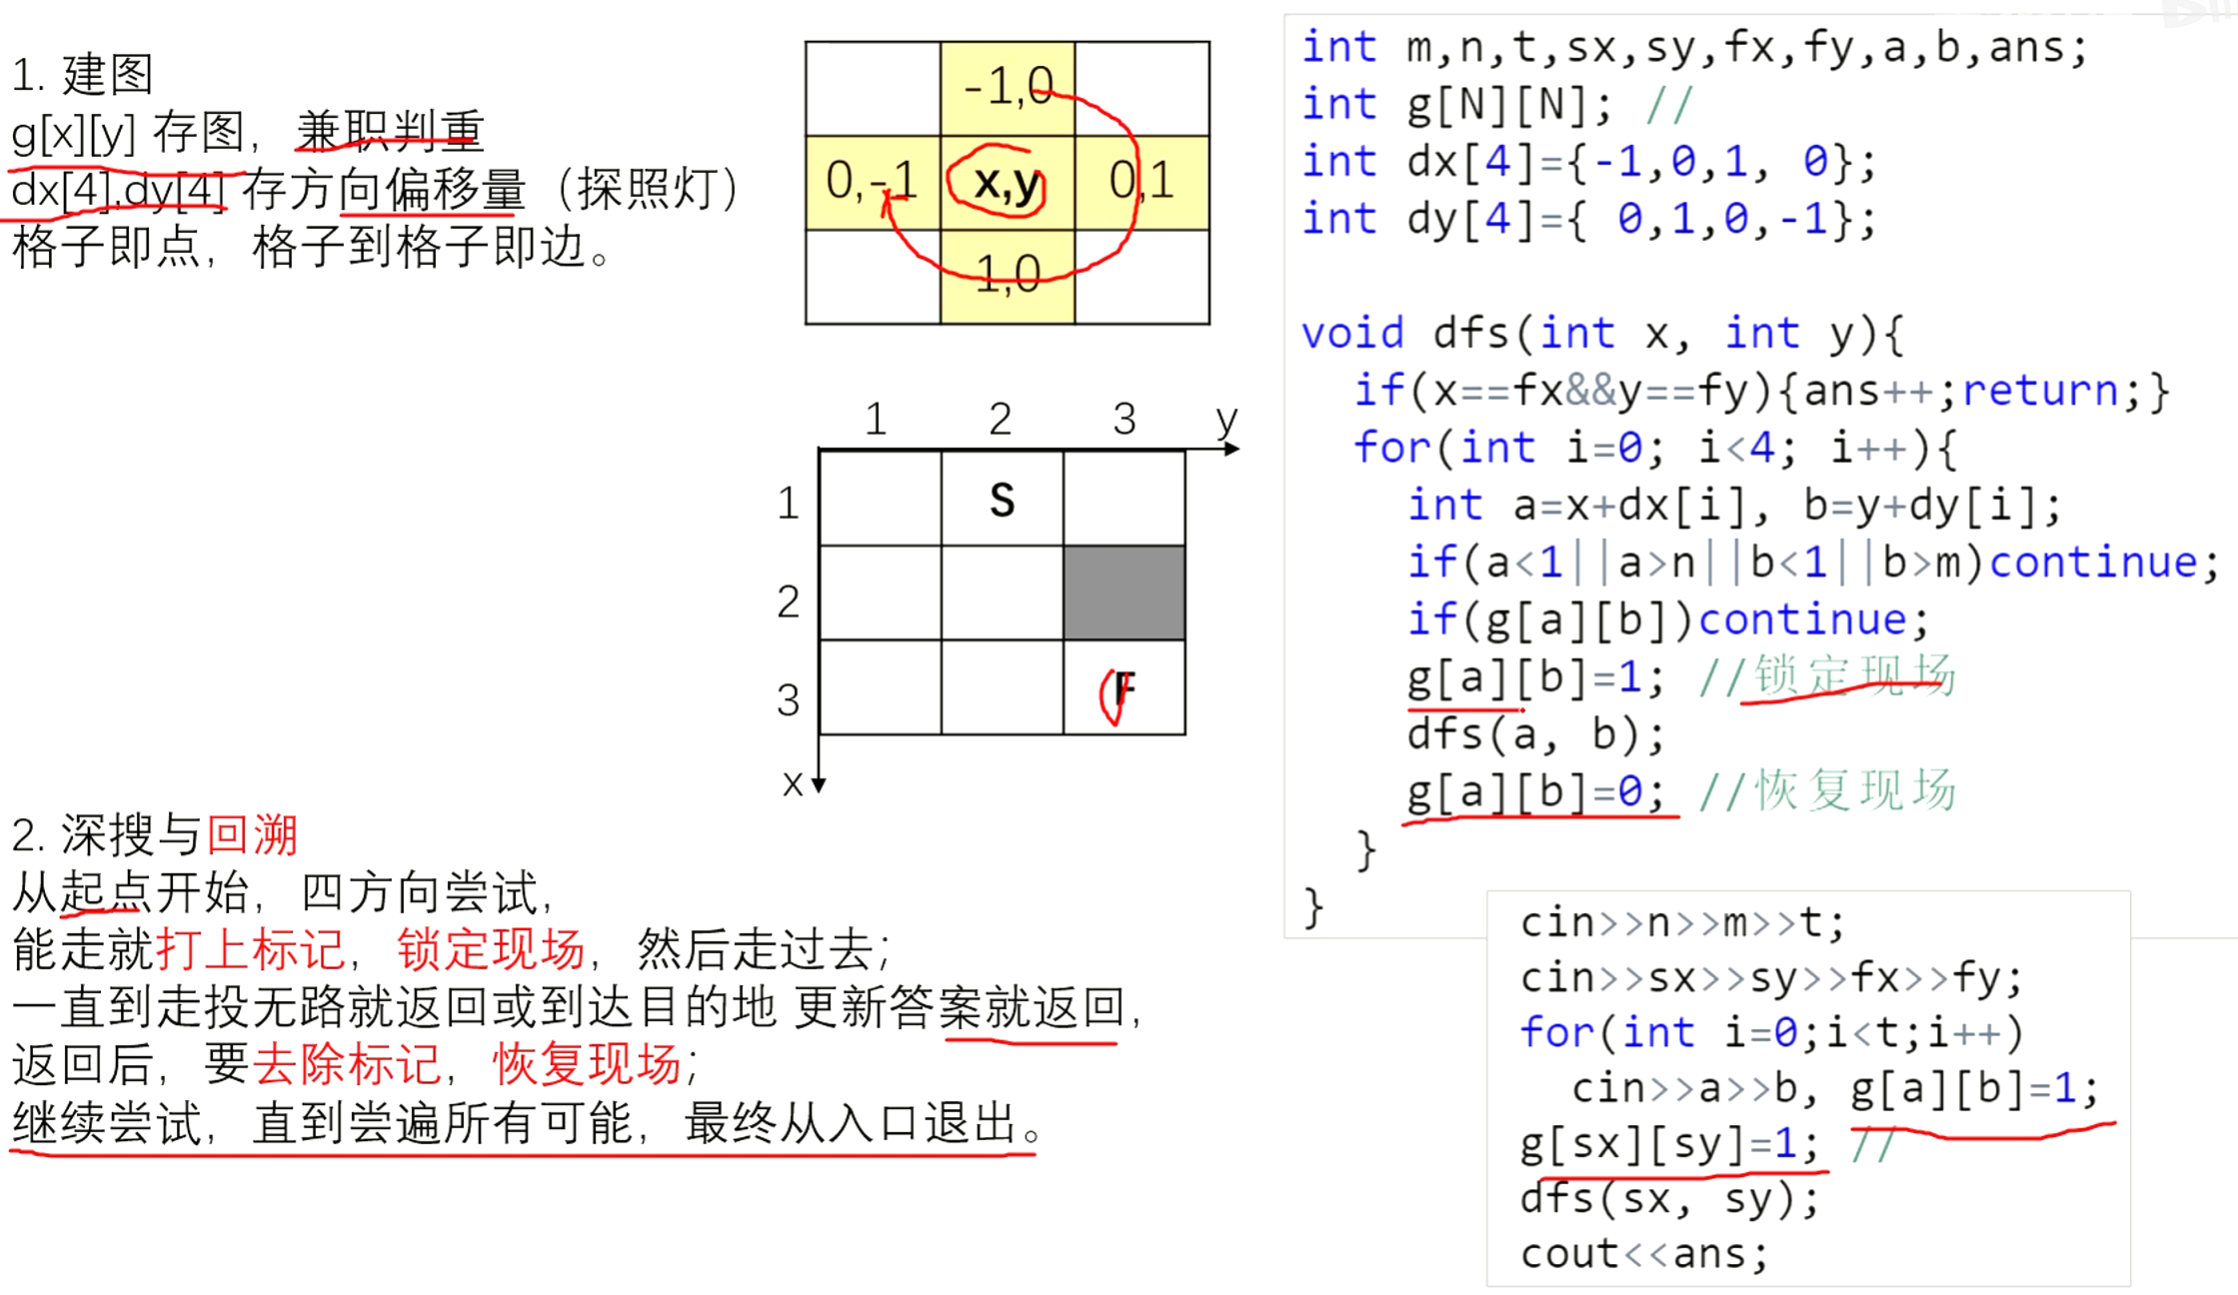 1. 建图
g[x][y] 存图，兼职判重
dx[4],dy[4] 存方向偏移量（探照灯）
格子即点，格子到格子即边。
-1,0
0,-1 x,y 0,1
1,0
1 2 3 y
1 S
2
3 F
x
2. 深搜与回溯
从起点开始，四方向尝试，
能走就打上标记，锁定现场，然后走过去；
一直到走投无路就返回或到达目的地 更新答案就返回，
返回后，要去除标记，恢复现场；
继续尝试，直到尝遍所有可能，最终从入口退出。
int m,n,t,sx,sy,fx,fy,a,b,ans;
int g[N][N]; //
int dx[4]={-1,0,1, 0};
int dy[4]={ 0,1,0,-1};
void dfs(int x, int y){
if(x==fx&&y==fy){ans++;return;}
for(int i=0; i<4; i++){
int a=x+dx[i], b=y+dy[i];
if(a<1||a>n||b<1||b>m)continue;
if(g[a][b])continue;
g[a][b]=1; //锁定现场
dfs(a, b);
g[a][b]=0; //恢复现场
}
}
cin>>n>>m>>t;
cin>>sx>>sy>>fx>>fy;
for(int i=0;i<t;i++)
cin>>a>>b, g[a][b]=1;
g[sx][sy]=1; //
dfs(sx, sy);
cout<<ans;